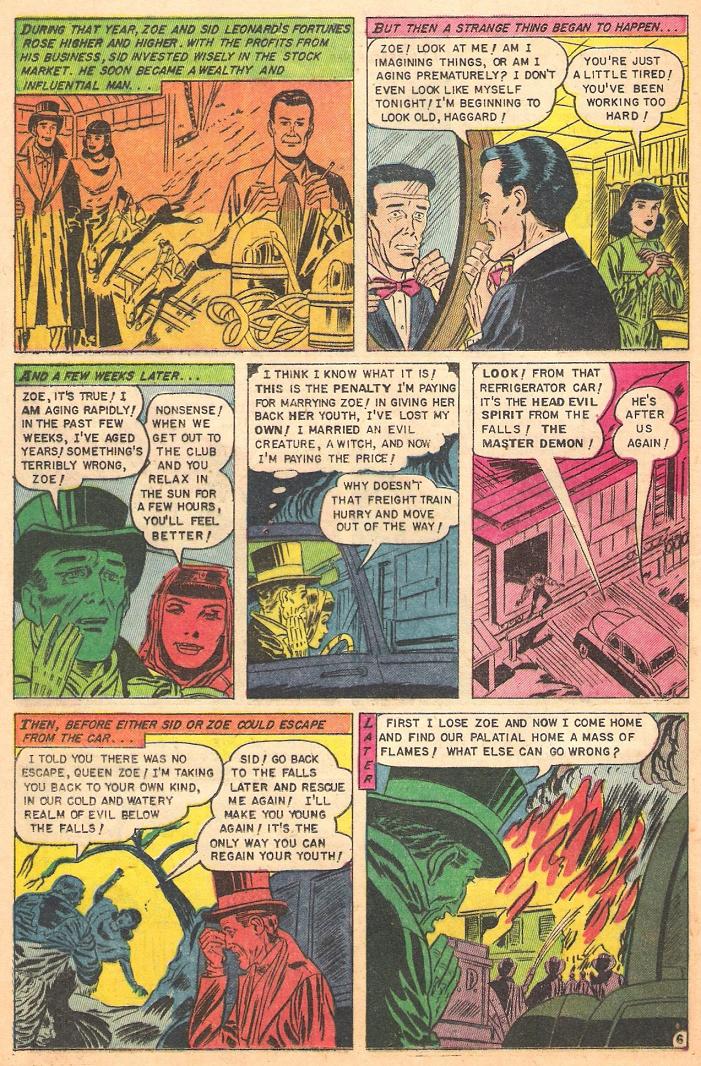 DURING THAT YEAR, ZOE AND SID LEONARD'S FORTUNES
ROSE HIGHER AND HIGHER. WITH THE PROFITS FROM
HIS BUSINESS, SID INVESTED WISELY IN THE STOCK
MARKET. HE SOON BECAME A WEALTHY AND
INFLUENTIAL MAN...
BUT THEN A STRANGE THING BEGAN TO HAPPEN...
ZOE! LOOK AT ME! AM I
IMAGINING THINGS, OR AM I
AGING PREMATURELY? I DON'T
EVEN LOOK LIKE MYSELF
TONIGHT! I'M BEGINNING TO
LOOK OLD, HAGGARD!
YOU'RE JUST
A LITTLE TIRED!
YOU'VE BEEN
WORKING TOO
HARD!
AND A FEW WEEKS LATER...
ZOE, IT'S TRUE! I
AM AGING RAPIDLY!
IN THE PAST FEW
WEEKS, I'VE AGED
YEARS! SOMETHING'S
TERRIBLY WRONG,
ZOE!
NONSENSE!
WHEN WE
GET OUT TO
THE CLUB
AND YOU
RELAX IN
THE SUN FOR
A FEW HOURS,
YOU'LL FEEL
BETTER!
I THINK I KNOW WHAT IT IS!
THIS IS THE PENALTY I'M PAYING
FOR MARRYING ZOE! IN GIVING HER
BACK HER YOUTH, I'VE LOST MY
OWN! I MARRIED AN EVIL
CREATURE, A WITCH, AND NOW
I'M PAYING THE PRICE!
WHY DOESN'T
THAT FREIGHT TRAIN
HURRY AND MOVE
OUT OF THE WAY!
LOOK! FROM THAT
REFRIGERATOR CAR!
IT'S THE HEAD EVIL
SPIRIT FROM THE
FALLS! THE
MASTER DEMON!
HE'S
AFTER
US
AGAIN!
THEN, BEFORE EITHER SID OR ZOE COULD ESCAPE
FROM THE CAR...
I TOLD YOU THERE WAS NO
ESCAPE, QUEEN ZOE! I'M TAKING
YOU BACK TO YOUR OWN KIND,
IN OUR COLD AND WATERY
REALM OF EVIL BELOW
THE FALLS!
SID! GO BACK
TO THE FALLS
LATER AND RESCUE
ME AGAIN! I'LL
MAKE YOU YOUNG
AGAIN! IT'S THE
ONLY WAY YOU CAN
REGAIN YOUR YOUTH!
LATER
FIRST I LOSE ZOE AND NOW I COME HOME
AND FIND OUR PALATIAL HOME A MASS OF
FLAMES! WHAT ELSE CAN GO WRONG?
D
6